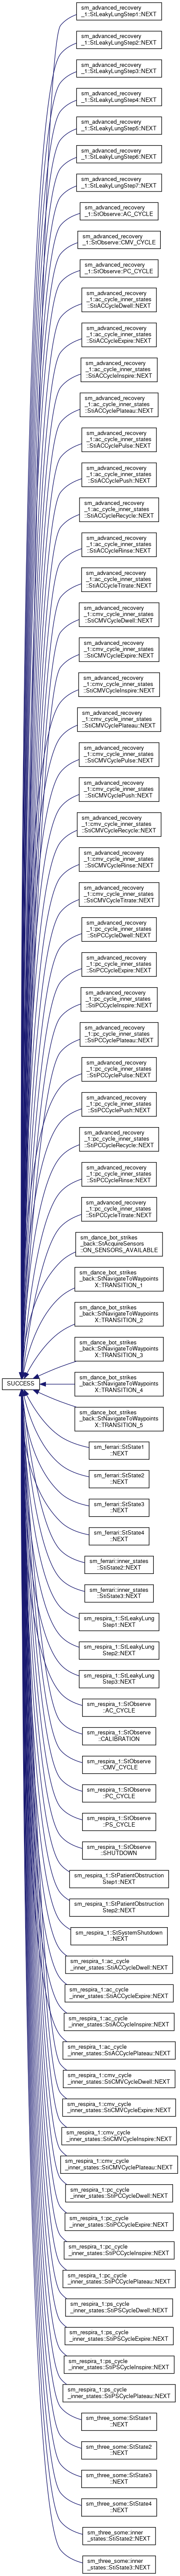 sm_advanced_recovery
_1::StLeakyLungStep1::NEXT
sm_advanced_recovery
_1::StLeakyLungStep2::NEXT
sm_advanced_recovery
_1::StLeakyLungStep3::NEXT
sm_advanced_recovery
_1::StLeakyLungStep4::NEXT
sm_advanced_recovery
_1::StLeakyLungStep5::NEXT
sm_advanced_recovery
_1::StLeakyLungStep6::NEXT
sm_advanced_recovery
_1::StLeakyLungStep7::NEXT
sm_advanced_recovery
_1::StObserve::AC_CYCLE
sm_advanced_recovery
_1::StObserve::CMV_CYCLE
sm_advanced_recovery
_1::StObserve::PC_CYCLE
sm_advanced_recovery
_1::ac_cycle_inner_states
::StiACCycleDwell::NEXT
sm_advanced_recovery
_1::ac_cycle_inner_states
::StiACCycleExpire::NEXT
sm_advanced_recovery
_1::ac_cycle_inner_states
::StiACCycleInspire::NEXT
sm_advanced_recovery
_1::ac_cycle_inner_states
::StiACCyclePlateau::NEXT
sm_advanced_recovery
_1::ac_cycle_inner_states
::StiACCyclePulse::NEXT
sm_advanced_recovery
_1::ac_cycle_inner_states
::StiACCyclePush::NEXT
sm_advanced_recovery
_1::ac_cycle_inner_states
::StiACCycleRecycle::NEXT
sm_advanced_recovery
_1::ac_cycle_inner_states
::StiACCycleRinse::NEXT
sm_advanced_recovery
_1::ac_cycle_inner_states
::StiACCycleTitrate::NEXT
sm_advanced_recovery
_1::cmv_cycle_inner_states
::StiCMVCycleDwell::NEXT
sm_advanced_recovery
_1::cmv_cycle_inner_states
::StiCMVCycleExpire::NEXT
sm_advanced_recovery
_1::cmv_cycle_inner_states
::StiCMVCycleInspire::NEXT
sm_advanced_recovery
_1::cmv_cycle_inner_states
::StiCMVCyclePlateau::NEXT
sm_advanced_recovery
_1::cmv_cycle_inner_states
::StiCMVCyclePulse::NEXT
sm_advanced_recovery
_1::cmv_cycle_inner_states
::StiCMVCyclePush::NEXT
sm_advanced_recovery
_1::cmv_cycle_inner_states
::StiCMVCycleRecycle::NEXT
sm_advanced_recovery
_1::cmv_cycle_inner_states
::StiCMVCycleRinse::NEXT
sm_advanced_recovery
_1::cmv_cycle_inner_states
::StiCMVCycleTitrate::NEXT
sm_advanced_recovery
_1::pc_cycle_inner_states
::StiPCCycleDwell::NEXT
sm_advanced_recovery
_1::pc_cycle_inner_states
::StiPCCycleExpire::NEXT
sm_advanced_recovery
_1::pc_cycle_inner_states
::StiPCCycleInspire::NEXT
sm_advanced_recovery
_1::pc_cycle_inner_states
::StiPCCyclePlateau::NEXT
sm_advanced_recovery
_1::pc_cycle_inner_states
::StiPCCyclePulse::NEXT
sm_advanced_recovery
_1::pc_cycle_inner_states
::StiPCCyclePush::NEXT
sm_advanced_recovery
_1::pc_cycle_inner_states
::StiPCCycleRecycle::NEXT
sm_advanced_recovery
_1::pc_cycle_inner_states
::StiPCCycleRinse::NEXT
sm_advanced_recovery
_1::pc_cycle_inner_states
::StiPCCycleTitrate::NEXT
sm_dance_bot_strikes
_back::StAcquireSensors
::ON_SENSORS_AVAILABLE
sm_dance_bot_strikes
_back::StNavigateToWaypoints
X::TRANSITION_1
sm_dance_bot_strikes
_back::StNavigateToWaypoints
X::TRANSITION_2
sm_dance_bot_strikes
_back::StNavigateToWaypoints
X::TRANSITION_3
sm_dance_bot_strikes
_back::StNavigateToWaypoints
X::TRANSITION_4
SUCCESS
sm_dance_bot_strikes
_back::StNavigateToWaypoints
X::TRANSITION_5
sm_ferrari::StState1
::NEXT
sm_ferrari::StState2
::NEXT
sm_ferrari::StState3
::NEXT
sm_ferrari::StState4
::NEXT
sm_ferrari::inner_states
::StiState2::NEXT
sm_ferrari::inner_states
::StiState3::NEXT
sm_respira_1::StLeakyLung
Step1::NEXT
sm_respira_1::StLeakyLung
Step2::NEXT
sm_respira_1::StLeakyLung
Step3::NEXT
sm_respira_1::StObserve
::AC_CYCLE
sm_respira_1::StObserve
::CALIBRATION
sm_respira_1::StObserve
::CMV_CYCLE
sm_respira_1::StObserve
::PC_CYCLE
sm_respira_1::StObserve
::PS_CYCLE
sm_respira_1::StObserve
::SHUTDOWN
sm_respira_1::StPatientObstruction
Step1::NEXT
sm_respira_1::StPatientObstruction
Step2::NEXT
sm_respira_1::StSystemShutdown
::NEXT
sm_respira_1::ac_cycle
_inner_states::StiACCycleDwell::NEXT
sm_respira_1::ac_cycle
_inner_states::StiACCycleExpire::NEXT
sm_respira_1::ac_cycle
_inner_states::StiACCycleInspire::NEXT
sm_respira_1::ac_cycle
_inner_states::StiACCyclePlateau::NEXT
sm_respira_1::cmv_cycle
_inner_states::StiCMVCycleDwell::NEXT
sm_respira_1::cmv_cycle
_inner_states::StiCMVCycleExpire::NEXT
sm_respira_1::cmv_cycle
_inner_states::StiCMVCycleInspire::NEXT
sm_respira_1::cmv_cycle
_inner_states::StiCMVCyclePlateau::NEXT
sm_respira_1::pc_cycle
_inner_states::StiPCCycleDwell::NEXT
sm_respira_1::pc_cycle
_inner_states::StiPCCycleExpire::NEXT
sm_respira_1::pc_cycle
_inner_states::StiPCCycleInspire::NEXT
sm_respira_1::pc_cycle
_inner_states::StiPCCyclePlateau::NEXT
sm_respira_1::ps_cycle
_inner_states::StiPSCycleDwell::NEXT
sm_respira_1::ps_cycle
_inner_states::StiPSCycleExpire::NEXT
sm_respira_1::ps_cycle
_inner_states::StiPSCycleInspire::NEXT
sm_respira_1::ps_cycle
_inner_states::StiPSCyclePlateau::NEXT
sm_three_some::StState1
::NEXT
sm_three_some::StState2
::NEXT
sm_three_some::StState3
::NEXT
sm_three_some::StState4
::NEXT
sm_three_some::inner
_states::StiState2::NEXT
sm_three_some::inner
_states::StiState3::NEXT